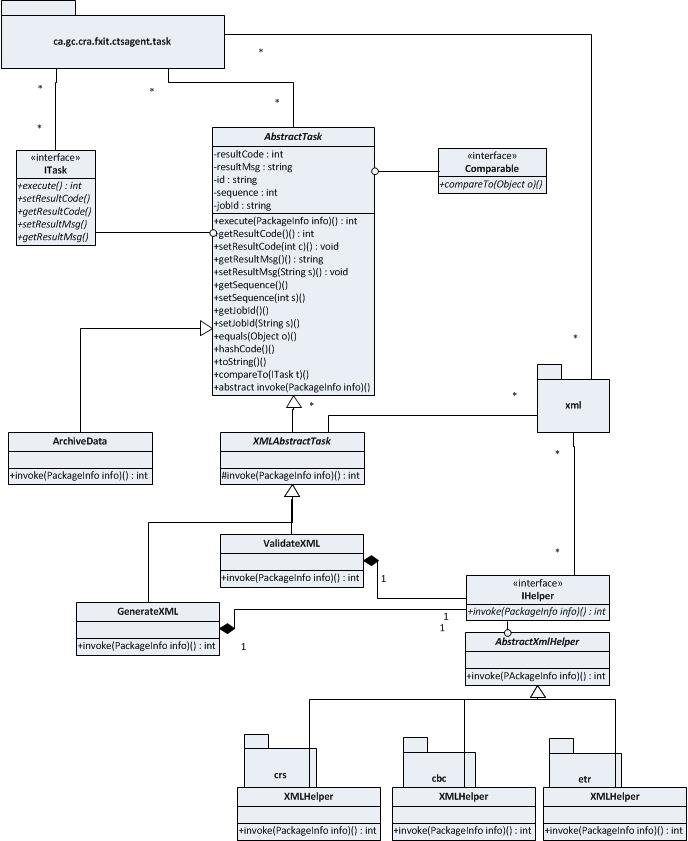 ca.gc.cra.fxit.ctsagent.task
*
*
*
*
*
«interface»
ITask
+execute() : int
+setResultCode()
+getResultCode()
+setResultMsg()
+getResultMsg()
AbstractTask
-resultCode : int
-resultMsg : string
-id : string
-sequence : int
-jobId : string
+execute(PackageInfo info)() : int
+getResultCode()() : int
+setResultCode(int c)() : void
+getResultMsg()() : string
+setResultMsg(String s)() : void
+getSequence()()
+setSequence(int s)()
+getJobId()()
+setJobId(String s)()
+equals(Object o)()
+hashCode()()
+toString()()
+compareTo(ITask t)()
+abstract invoke(PackageInfo info)()
«interface»
Comparable
+compareTo(Object o)()
*
xml
*
*
*
*
ArchiveData
+invoke(PackageInfo info)() : int
XMLAbstractTask
#invoke(PackageInfo info)() : int
ValidateXML
+invoke(PackageInfo info)() : int
1
GenerateXML
+invoke(PackageInfo info)() : int
1
«interface»
IHelper
+invoke(PackageInfo info)() : int
1
1
AbstractXmlHelper
+invoke(PAckageInfo info)() : int
crs
XMLHelper
+invoke(PackageInfo info)() : int
cbc
XMLHelper
+invoke(PackageInfo info)() : int
etr
XMLHelper
+invoke(PackageInfo info)() : int